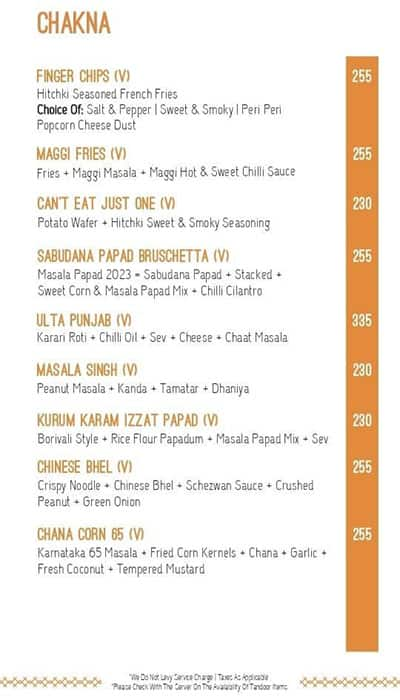 CHAKNA
FINGER CHIPS (V) 255
Hitchki Seasoned French Fries
Choice Of: Salt & Pepper | Sweet & Smoky | Peri Peri
Popcorn Cheese Dust
MAGGI FRIES (V) 255
Fries + Maggi Masala + Maggi Hot & Sweet Chilli Sauce
CAN'T EAT JUST ONE (V) 230
Potato Wafer + Hitchki Sweet & Smoky Seasoning
SABUDANA PAPAD BRUSCHETTA (V) 255
Masala Papad 2023 = Sabudana Papad + Stacked +
Sweet Corn & Masala Papad Mix + Chilli Cilantro
ULTA PUNJAB (V) 335
Karari Roti + Chilli Oil + Sev + Cheese + Chaat Masala
MASALA SINGH (V) 230
Peanut Masala + Kanda + Tamatar + Dhaniya
KURUM KARAM IZZAT PAPAD (V) 230
Borivali Style + Rice Flour Papadum + Masala Papad Mix + Sev
CHINESE BHEL (V) 255
Crispy Noodle + Chinese Bhel + Schezwan Sauce + Crushed
Peanut + Green Onion
CHANA CORN 65 (V) 255
Karnataka 65 Masala + Fried Corn Kernels + Chana + Garlic +
Fresh Coconut + Tempered Mustard
*We Do Not Levy Service Charge | Taxes As Applicable
*Please Check With The Server On The Availability Of Tandoor Items